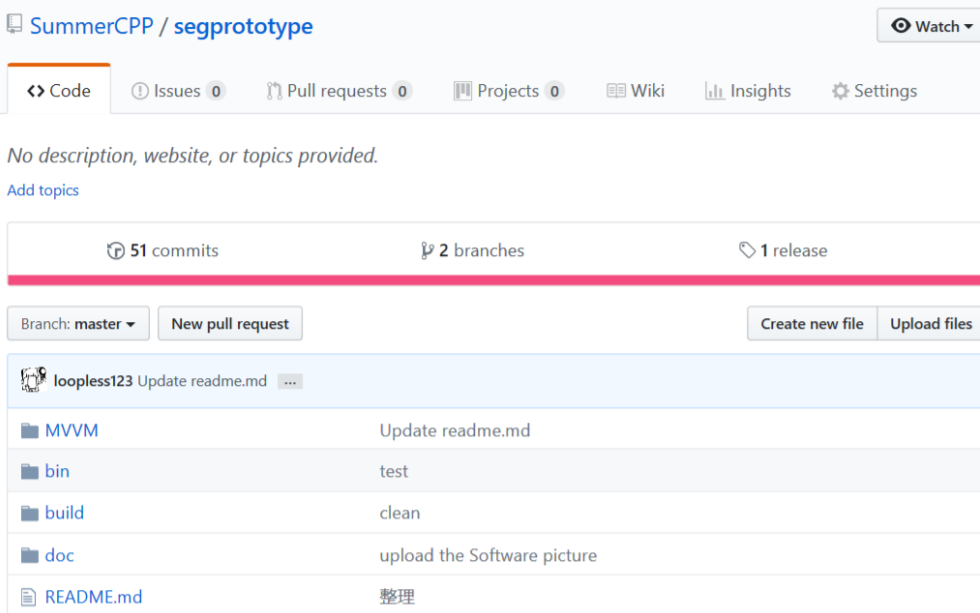 SummerCPP / segprototype Watch
Code Issues 0 Pull requests 0 Projects 0 Wiki Insights Settings
No description, website, or topics provided.
Add topics
51 commits 2 branches 1 release
Branch: master New pull request Create new file Upload files
loopless123 Update readme.md ...
MVVM Update readme.md
bin test
build clean
doc upload the Software picture
README.md 整理